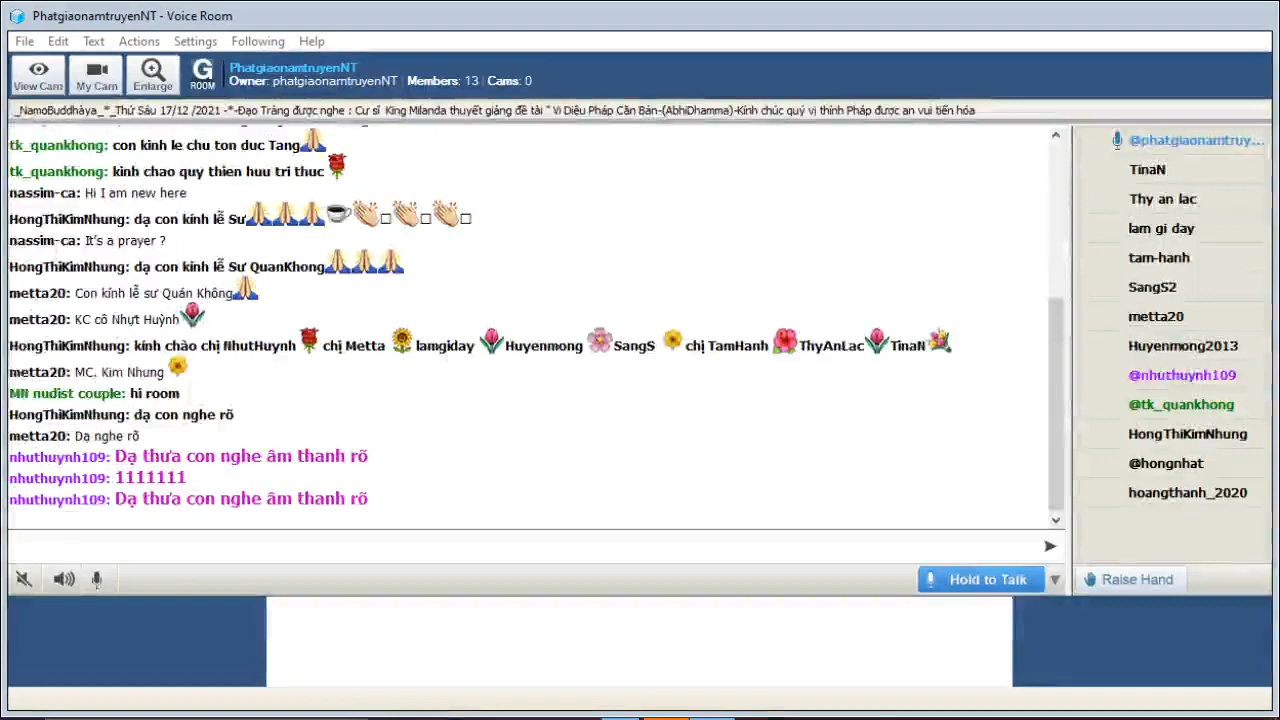 PhatgiaonamtruyenNT - Voice Room
File Edit Text Actions Settings Following Help
View Cam My Cam Enlarge G ROOM
PhatgiaonamtruyenNT
Owner: phatgiaonamtruyenNT Members: 13 Cams: 0
_NamoBuddhàya_*_Thứ Sáu 17/12 /2021 -*-Đạo Tràng được nghe : Cư sĩ King Milanda thuyết giảng đề tài " Vi Diệu Pháp Căn Bản-(AbhiDhamma)-Kính chúc quý vị thính Pháp được an vui tiến hóa
tk_quankhong: con kinh le chu ton duc Tang
tk_quankhong: kinh chao quy thien huu tri thuc
nassim-ca: Hi I am new here
HongThiKimNhung: dạ con kính lễ Sư
nassim-ca: It's a prayer ?
HongThiKimNhung: dạ con kính lễ Sư QuanKhong
metta20: Con kính lễ sư Quán Không
metta20: KC cô Nhựt Huỳnh
HongThiKimNhung: kính chào chị NhutHuynh chị Metta lamgiday Huyenmong SangS chị TamHanh ThyAnLac TinaN
metta20: MC. Kim Nhung
MN nudist couple: hi room
HongThiKimNhung: dạ con nghe rõ
metta20: Dạ nghe rõ
nhuthuynh109: Dạ thưa con nghe âm thanh rõ
nhuthuynh109: 1111111
nhuthuynh109: Dạ thưa con nghe âm thanh rõ
Hold to Talk
@phatgiaonamtruy...
TinaN
Thy an lac
lam gi day
tam-hanh
SangS2
metta20
Huyenmong2013
@nhuthuynh109
@tk_quankhong
HongThiKimNhung
@hongnhat
hoangthanh_2020
Raise Hand